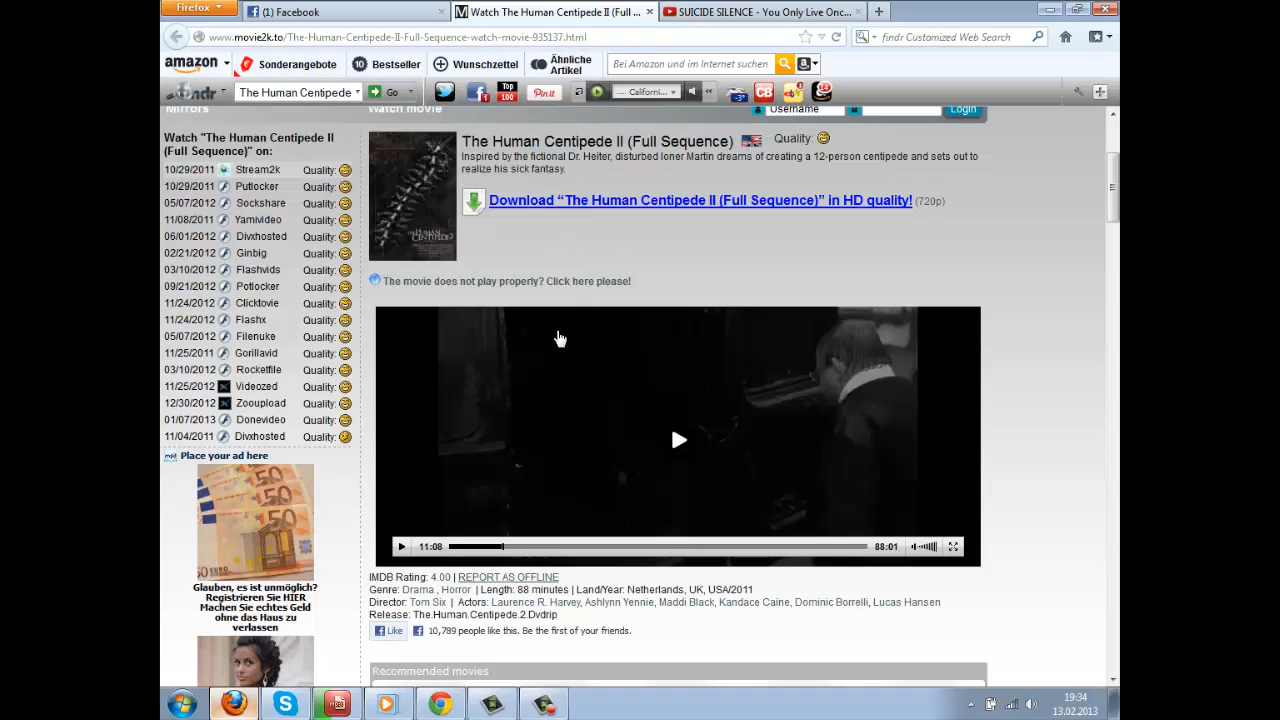 Firefox
(1) Facebook
Watch The Human Centipede II (Full ...
SUICIDE SILENCE - You Only Live Onc...
www.movie2k.to/The-Human-Centipede-II-full-Sequence-watch-movie-935137.html
findr Customized Web Search
amazon
Sonderangebote
10 Bestseller
Wunschzettel
Ähnliche
Artikel
Bei Amazon und im Internet suchen
The Human Centipede
Go
Top
100
Pin it
.... Californi...
-3°
CB
Mirrors
Watch movie
Username
Login
Watch "The Human Centipede II
(Full Sequence)" on:
10/29/2011 Stream2k Quality:
10/29/2011 Putlocker Quality:
05/07/2012 Sockshare Quality:
11/08/2011 Yamivideo Quality:
06/01/2012 Divxhosted Quality:
02/21/2012 Ginbig Quality:
03/10/2012 Flashvids Quality:
09/21/2012 Potlocker Quality:
11/24/2012 Clicktovie Quality:
11/24/2012 Flashx Quality:
05/07/2012 Filenuke Quality:
11/25/2011 Gorillavid Quality:
03/10/2012 Rocketfile Quality:
11/25/2012 Videozed Quality:
12/30/2012 Zooupload Quality:
01/07/2013 Donevideo Quality:
11/04/2011 Divxhosted Quality:
Place your ad here
50
50
50
Glauben, es ist unmöglich?
Registrieren Sie HIER
Machen Sie echtes Geld
ohne das Haus zu
verlassen
The Human Centipede II (Full Sequence)
Quality:
Inspired by the fictional Dr. Heiter, disturbed loner Martin dreams of creating a 12-person centipede and sets out to
realize his sick fantasy.
Download “The Human Centipede II (Full Sequence)” in HD quality! (720p)
The movie does not play properly? Click here please!
11:08
88:01
IMDB Rating: 4.00 | REPORT AS OFFLINE
Genre: Drama , Horror | Length: 88 minutes | Land/Year: Netherlands, UK, USA/2011
Director: Tom Six | Actors: Laurence R. Harvey, Ashlynn Yennie, Maddi Black, Kandace Caine, Dominic Borrelli, Lucas Hansen
Release: The.Human.Centipede.2.Dvdrip
Like
10,789 people like this. Be the first of your friends.
Recommended movies
19:34
13.02.2013